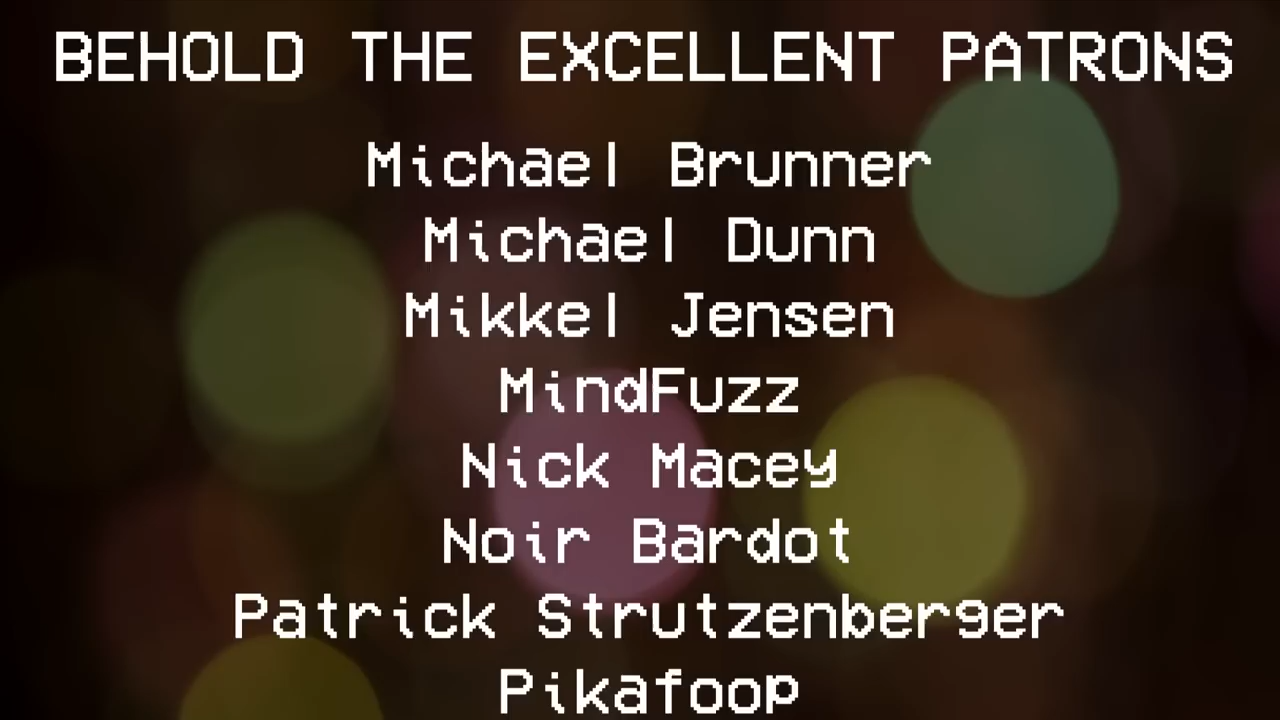 BEHOLD THE EXCELLENT PATRONS
Michael Brunner
Michael Dunn
Mikkel Jensen
MindFuzz
Nick Macey
Noir Bardot
Patrick Strutzenberger
Pikafoop